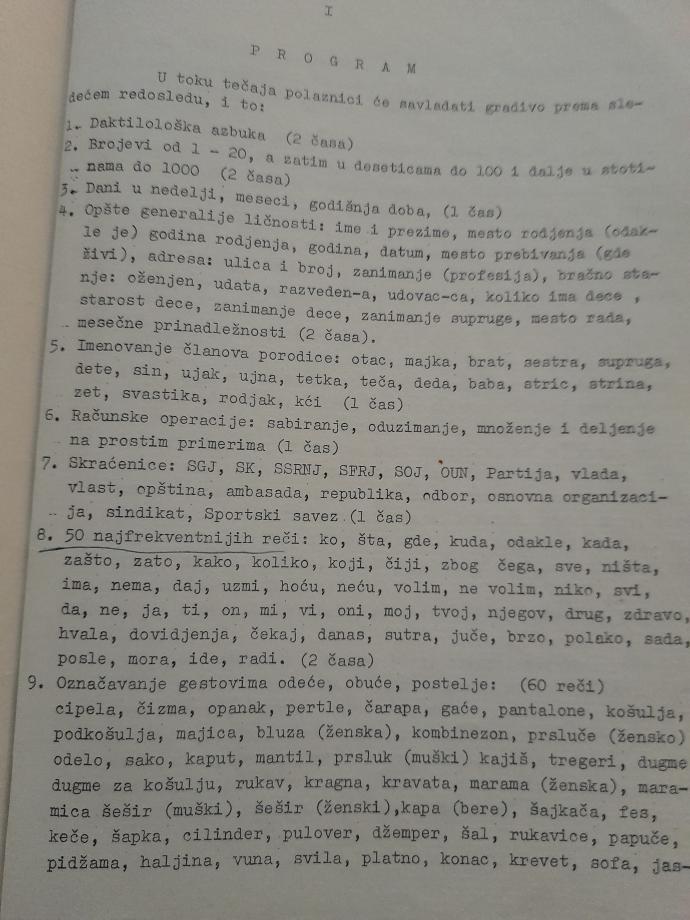 I
P R O G R A M
U toku tečaja polaznici će savladati gradivo prema sle-
dećem redosledu, i to:
1. Daktilološka azbuka (2 časa)
2. Brojevi od 1 - 20, a zatim u deseticama do 100 i dalje u stoti-
nama do 1000 (2 časa)
3. Dani u nedelji, meseci, godišnja doba, (1 čas)
4. Opšte generalije ličnosti: ime i prezime, mesto rodjenja (odak-
le je) godina rodjenja, godina, datum, mesto prebivanja (gde
živi), adresa: ulica i broj, zanimanje (profesija), bračno sta-
nje: oženjen, udata, razveden-a, udovac-ca, koliko ima dece ,
starost dece, zanimanje dece, zanimanje supruge, mesto rada,
mesečne prinadležnosti (2 časa).
5. Imenovanje članova porodice: otac, majka, brat, sestra, supruga,
dete, sin, ujak, ujna, tetka, teča, deda, baba, stric, strina,
zet, svastika, rodjak, kći (1 čas)
6. Računske operacije: sabiranje, oduzimanje, množenje i deljenje
na prostim primerima (1 čas)
7. Skraćenice: SGJ, SK, SSRNJ, SFRJ, SOJ, OUN, Partija, vlada,
vlast, opština, ambasada, republika, odbor, osnovna organizaci-
ja, sindikat, Sportski savez (1 čas)
8. 50 najfrekventnijih reči: ko, šta, gde, kuda, odakle, kada,
zašto, zato, kako, koliko, koji, čiji, zbog čega, sve, ništa,
ima, nema, daj, uzmi, hoću, neću, volim, ne volim, niko, svi,
da, ne, ja, ti, on, mi, vi, oni, moj, tvoj, njegov, drug, zdravo,
hvala, dovidjenja, čekaj, danas, sutra, juče, brzo, polako, sada,
posle, mora, ide, radi. (2 časa)
9. Označavanje gestovima odeće, obuće, postelje: (60 reči)
cipela, čizma, opanak, pertle, čarapa, gaće, pantalone, košulja,
podkošulja, majica, bluza (ženska), kombinezon, prsluče (žensko)
odelo, sako, kaput, mantil, prsluk (muški) kajiš, tregeri, dugme
dugme za košulju, rukav, kragna, kravata, marama (ženska), mara-
mica šešir (muški), šešir (ženski),kapa (bere), šajkača, fes,
keče, šapka, cilinder, pulover, džemper, šal, rukavice, papuče,
pidžama, haljina, vuna, svila, platno, konac, krevet, sofa, jas-